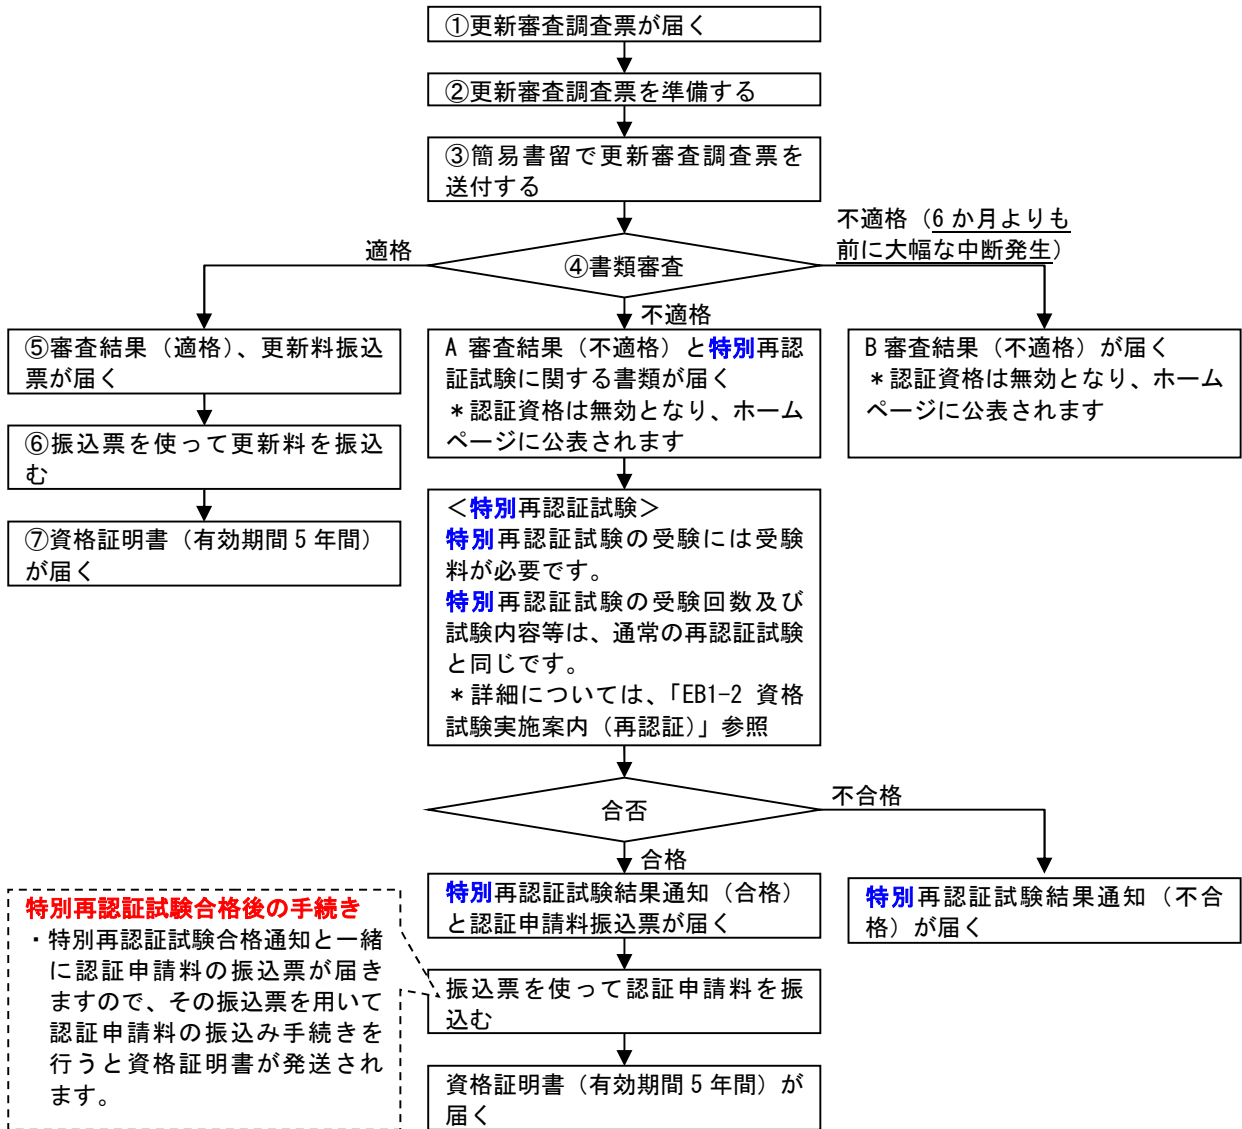 ①更新審査調査票が届く
②更新審査調査票を準備する
③簡易書留で更新審査調査票を
送付する
適格
④書類審査
不適格（6か月よりも
前に大幅な中断発生）
不適格
⑤審査結果（適格）、更新料振込
票が届く
⑥振込票を使って更新料を振込
む
⑦資格証明書（有効期間5年間）
が届く
A 審査結果（不適格）と特別再認
証試験に関する書類が届く
＊認証資格は無効となり、ホーム
ページに公表されます
B 審査結果（不適格）が届く
＊認証資格は無効となり、ホーム
ページに公表されます
＜特別再認証試験＞
特別再認証試験の受験には受験
料が必要です。
特別再認証試験の受験回数及び
試験内容等は、通常の再認証試験
と同じです。
＊詳細については、「EB1-2 資格
試験実施案内（再認証）」参照
合否
不合格
合格
特別再認証試験結果通知（合格）
と認証申請料振込票が届く
特別再認証試験結果通知（不合
格）が届く
特別再認証試験合格後の手続き
・特別再認証試験合格通知と一緒
に認証申請料の振込票が届き
ますので、その振込票を用いて
認証申請料の振込み手続きを
行うと資格証明書が発送され
ます。
振込票を使って認証申請料を振
込む
資格証明書（有効期間5年間）が
届く